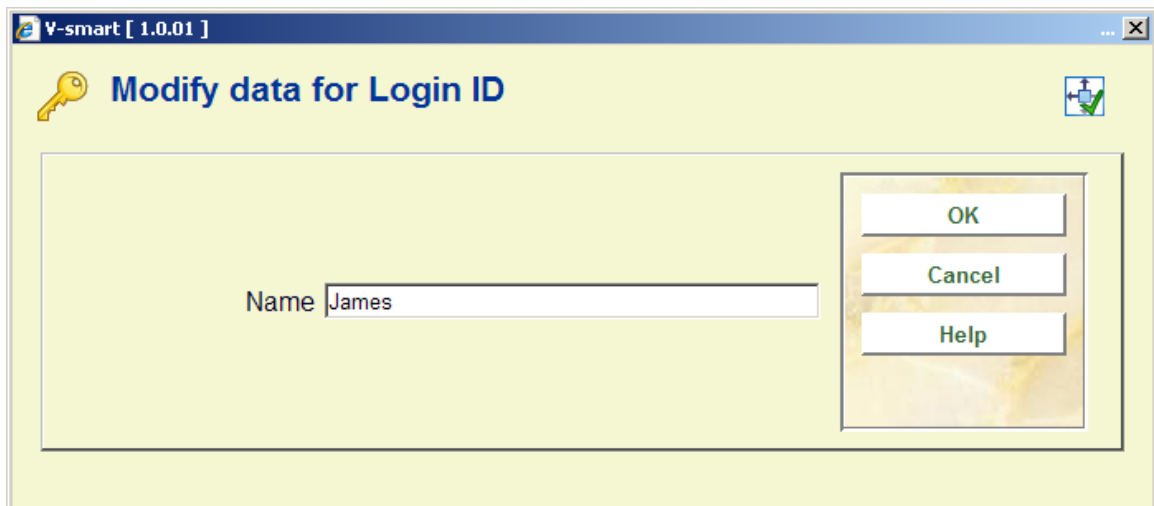 V-smart [ 1.0.01 ]
...
Modify data for Login ID
OK
Cancel
Name James
Help